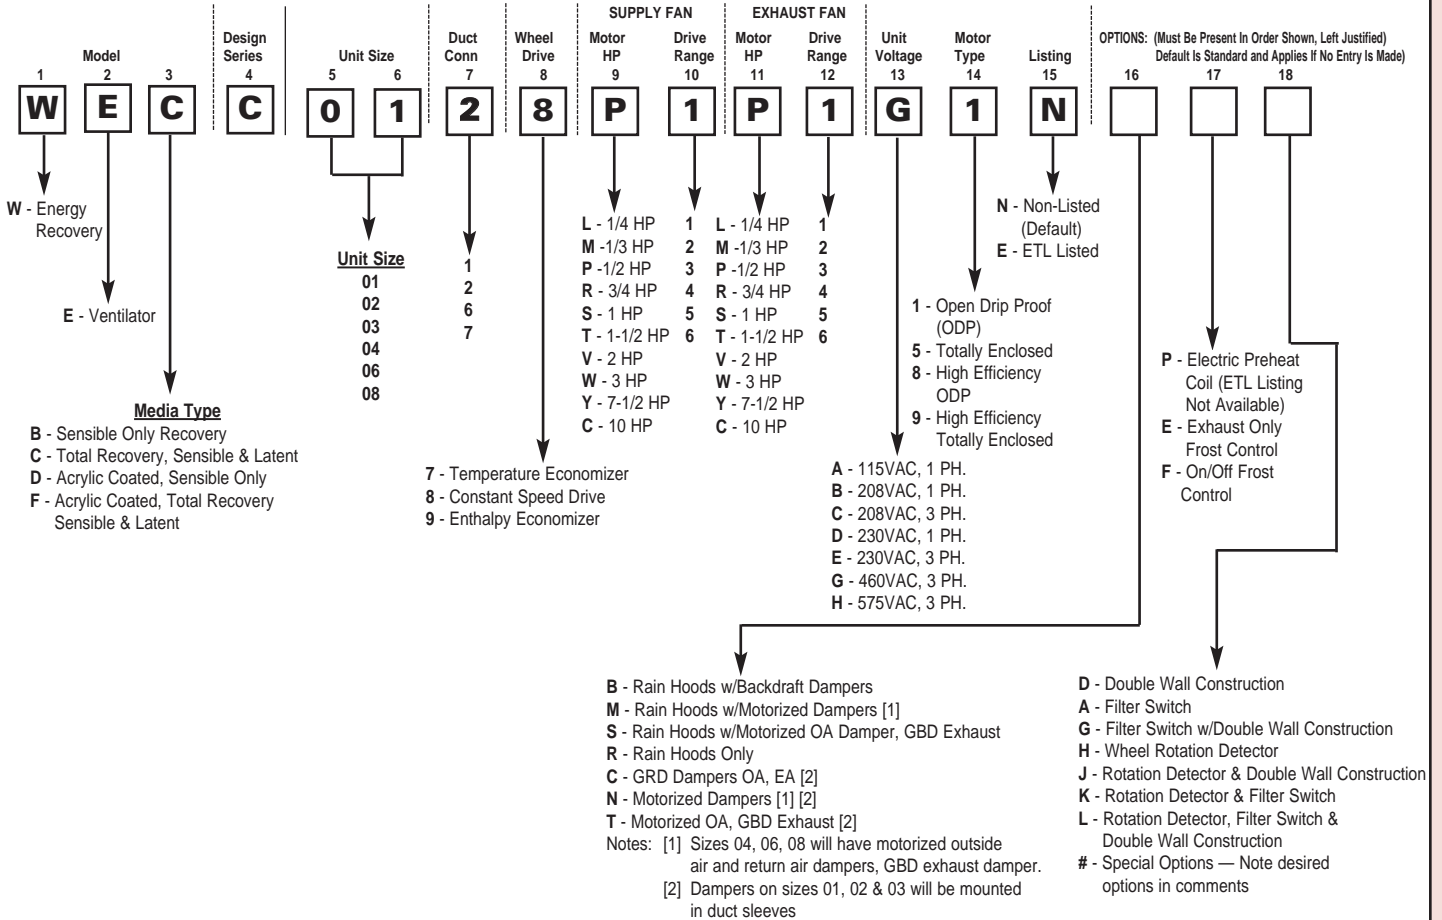 SUPPLY FAN
EXHAUST FAN
Model
Design
Series
Unit Size
Duct
Conn
Wheel
Drive
Motor
HP
Drive
Range
Motor
HP
Drive
Range
Unit
Voltage
Motor
Type
Listing
OPTIONS: (Must Be Present In Order Shown, Left Justified)
Default Is Standard and Applies If No Entry Is Made)
1 2 3 4 5 6 7 8 9 10 11 12 13 14 15 16 17 18
W E C C 0 1 2 8 P 1 P 1 G 1 N
W - Energy
Recovery
E - Ventilator
Media Type
B - Sensible Only Recovery
C - Total Recovery, Sensible & Latent
D - Acrylic Coated, Sensible Only
F - Acrylic Coated, Total Recovery
Sensible & Latent
Unit Size
01
02
03
04
06
08
1
2
6
7
7 - Temperature Economizer
8 - Constant Speed Drive
9 - Enthalpy Economizer
L - 1/4 HP
M -1/3 HP
P -1/2 HP
R - 3/4 HP
S - 1 HP
T - 1-1/2 HP
V - 2 HP
W - 3 HP
Y - 7-1/2 HP
C - 10 HP
1
2
3
4
5
6
L - 1/4 HP
M -1/3 HP
P -1/2 HP
R - 3/4 HP
S - 1 HP
T - 1-1/2 HP
V - 2 HP
W - 3 HP
Y - 7-1/2 HP
C - 10 HP
1
2
3
4
5
6
A - 115VAC, 1 PH.
B - 208VAC, 1 PH.
C - 208VAC, 3 PH.
D - 230VAC, 1 PH.
E - 230VAC, 3 PH.
G - 460VAC, 3 PH.
H - 575VAC, 3 PH.
1 - Open Drip Proof
(ODP)
5 - Totally Enclosed
8 - High Efficiency
ODP
9 - High Efficiency
Totally Enclosed
N - Non-Listed
(Default)
E - ETL Listed
B - Rain Hoods w/Backdraft Dampers
M - Rain Hoods w/Motorized Dampers [1]
S - Rain Hoods w/Motorized OA Damper, GBD Exhaust
R - Rain Hoods Only
C - GRD Dampers OA, EA [2]
N - Motorized Dampers [1] [2]
T - Motorized OA, GBD Exhaust [2]
Notes: [1] Sizes 04, 06, 08 will have motorized outside
air and return air dampers, GBD exhaust damper.
[2] Dampers on sizes 01, 02 & 03 will be mounted
in duct sleeves
P - Electric Preheat
Coil (ETL Listing
Not Available)
E - Exhaust Only
Frost Control
F - On/Off Frost
Control
D - Double Wall Construction
A - Filter Switch
G - Filter Switch w/Double Wall Construction
H - Wheel Rotation Detector
J - Rotation Detector & Double Wall Construction
K - Rotation Detector & Filter Switch
L - Rotation Detector, Filter Switch &
Double Wall Construction
# - Special Options — Note desired
options in comments